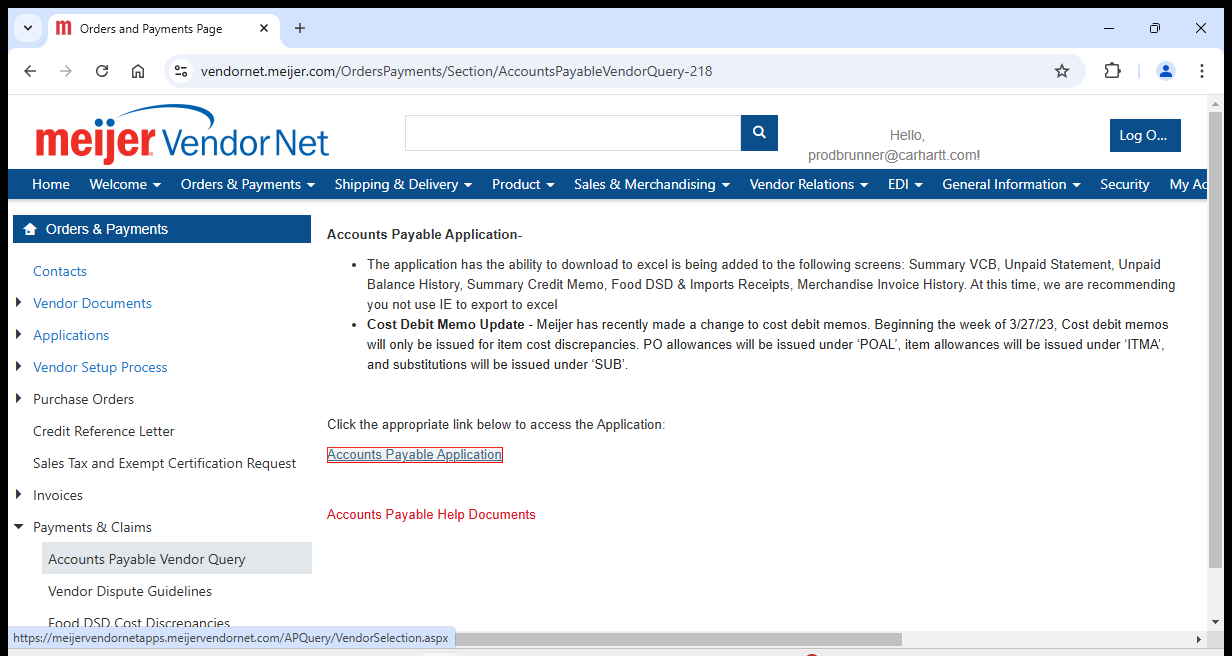 Orders and Payments Page
vendornet.meijer.com/OrdersPayments/Section/AccountsPayableVendorQuery-218
meijer VendorNet
Hello,
prodbrunner@carhartt.com!
Log O...
Home Welcome Orders & Payments Shipping & Delivery Product Sales & Merchandising Vendor Relations EDI General Information Security My Ac
Orders & Payments
Contacts
Vendor Documents
Applications
Vendor Setup Process
Purchase Orders
Credit Reference Letter
Sales Tax and Exempt Certification Request
Invoices
Payments & Claims
Accounts Payable Vendor Query
Vendor Dispute Guidelines
Food DSD Cost Discrepancies
Accounts Payable Application-
• The application has the ability to download to excel is being added to the following screens: Summary VCB, Unpaid Statement, Unpaid
Balance History, Summary Credit Memo, Food DSD & Imports Receipts, Merchandise Invoice History. At this time, we are recommending
you not use IE to export to excel
• Cost Debit Memo Update - Meijer has recently made a change to cost debit memos. Beginning the week of 3/27/23, Cost debit memos
will only be issued for item cost discrepancies. PO allowances will be issued under ‘POAL’, item allowances will be issued under ‘ITMA’,
and substitutions will be issued under ‘SUB’.
Click the appropriate link below to access the Application:
Accounts Payable Application
Accounts Payable Help Documents
https://meijervendornetapps.meijervendornet.com/APQuery/VendorSelection.aspx